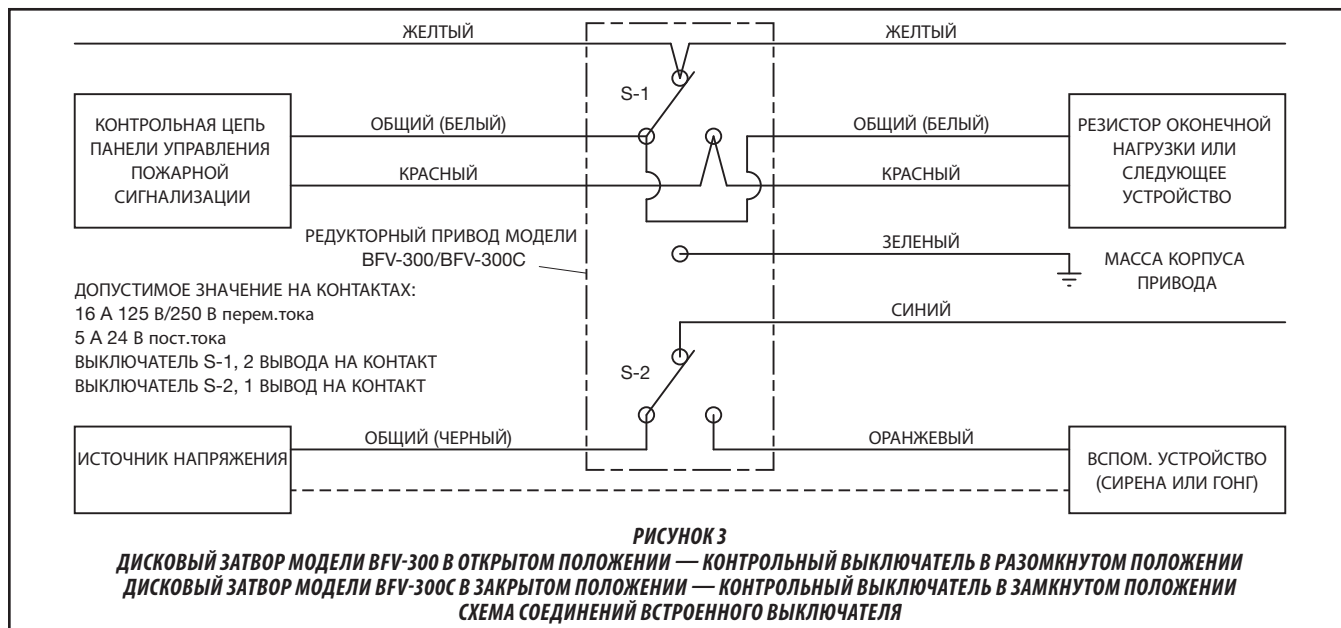 ЖЕЛТЫЙ
ЖЕЛТЫЙ
S-1
КОНТРОЛЬНАЯ ЦЕПЬ
ПАНЕЛИ УПРАВЛЕНИЯ
ПОЖАРНОЙ
СИГНАЛИЗАЦИИ
ОБЩИЙ (БЕЛЫЙ)
КРАСНЫЙ
ОБЩИЙ (БЕЛЫЙ)
КРАСНЫЙ
РЕЗИСТОР ОКОНЕЧНОЙ
НАГРУЗКИ ИЛИ
СЛЕДУЮЩЕЕ
УСТРОЙСТВО
РЕДУКТОРНЫЙ ПРИВОД МОДЕЛИ
BFV-300/BFV-300C
ЗЕЛЕНЫЙ
МАССА КОРПУСА
ПРИВОДА
ДОПУСТИМОЕ ЗНАЧЕНИЕ НА КОНТАКТАХ:
16 А 125 В/250 В перем.тока
5 А 24 В пост.тока
ВЫКЛЮЧАТЕЛЬ S-1, 2 ВЫВОДА НА КОНТАКТ
ВЫКЛЮЧАТЕЛЬ S-2, 1 ВЫВОД НА КОНТАКТ
СИНИЙ
S-2
ИСТОЧНИК НАПРЯЖЕНИЯ
ОБЩИЙ (ЧЕРНЫЙ)
ОРАНЖЕВЫЙ
ВСПОМ. УСТРОЙСТВО
(СИРЕНА ИЛИ ГОНГ)
РИСУНОК 3
ДИСКОВЫЙ ЗАТВОР МОДЕЛИ BFV-300 В ОТКРЫТОМ ПОЛОЖЕНИИ — КОНТРОЛЬНЫЙ ВЫКЛЮЧАТЕЛЬ В РАЗОМКНУТОМ ПОЛОЖЕНИИ
ДИСКОВЫЙ ЗАТВОР МОДЕЛИ BFV-300C В ЗАКРЫТОМ ПОЛОЖЕНИИ — КОНТРОЛЬНЫЙ ВЫКЛЮЧАТЕЛЬ В ЗАМКНУТОМ ПОЛОЖЕНИИ
СХЕМА СОЕДИНЕНИЙ ВСТРОЕННОГО ВЫКЛЮЧАТЕЛЯ